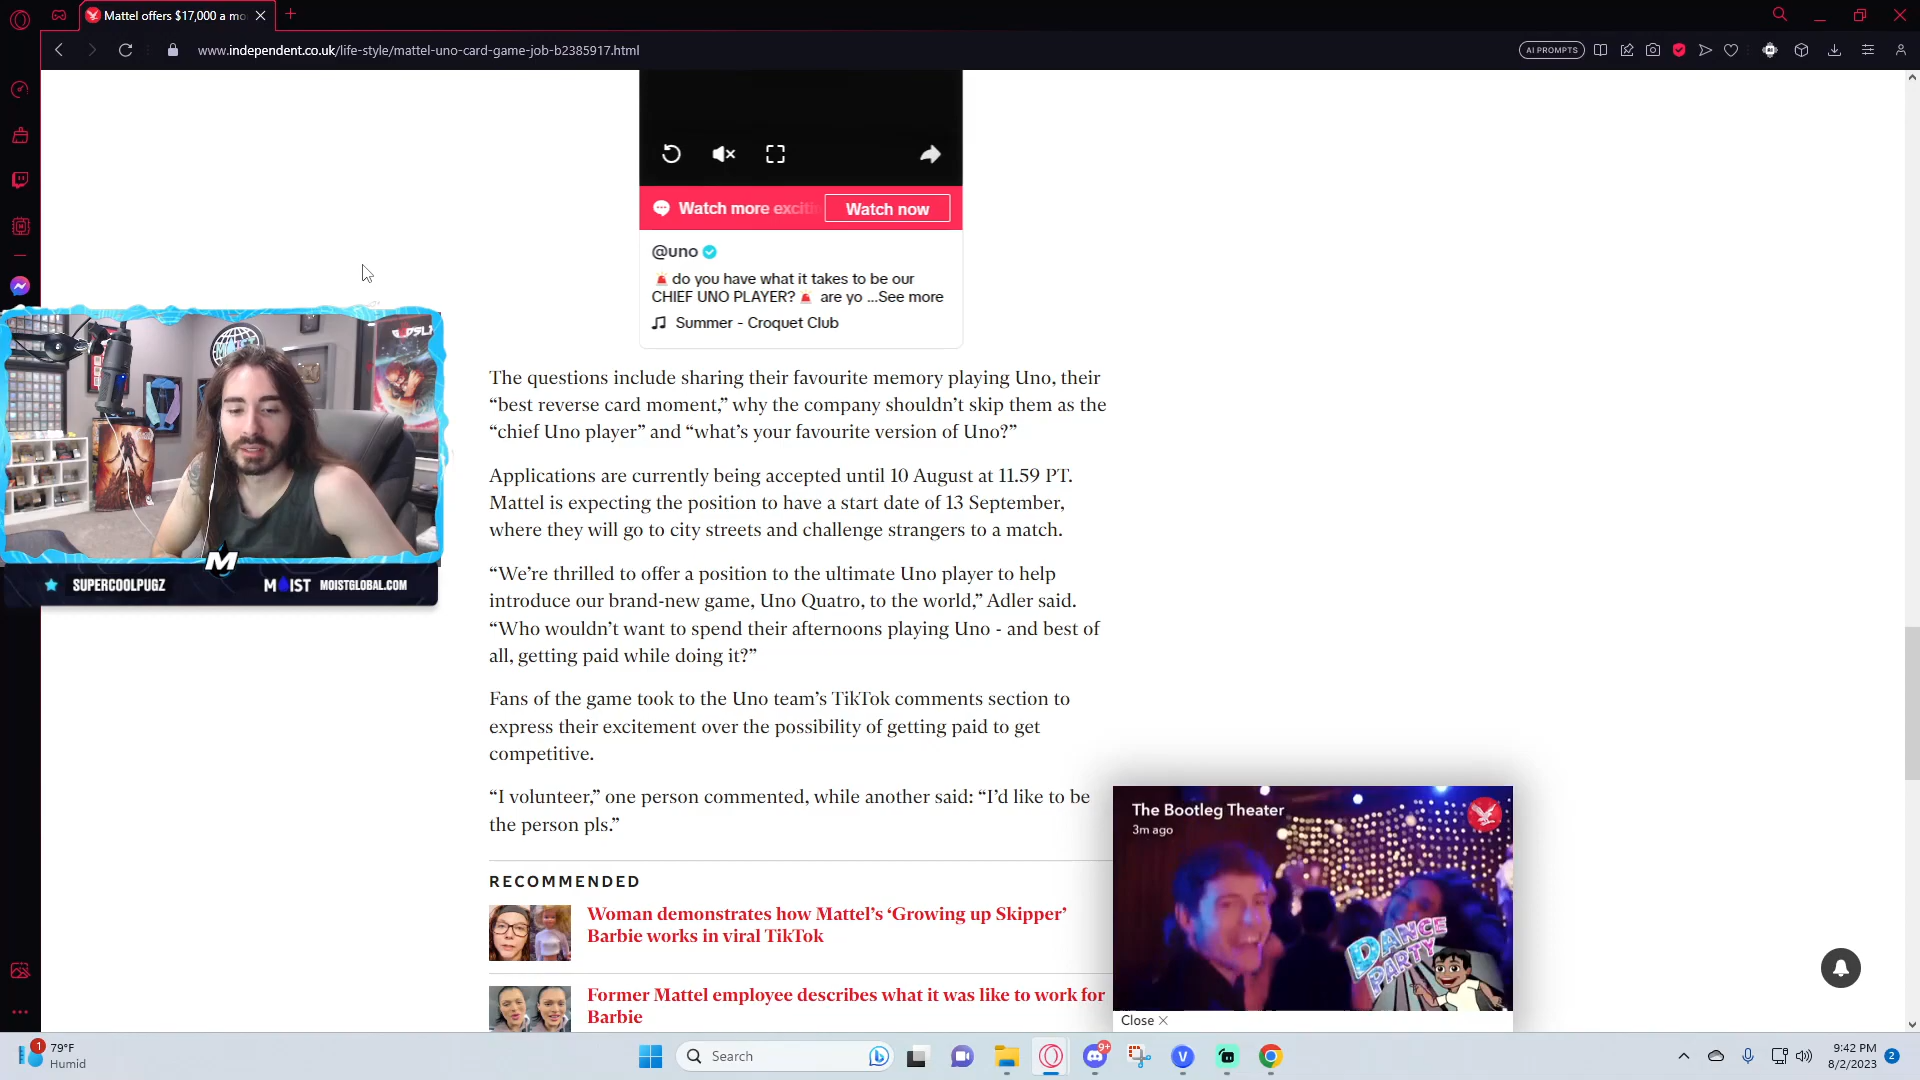 Mattel offers $17,000 a mo
www.independent.co.uk/life-style/mattel-uno-card-game-job-b2385917.html
AI PROMPTS
Watch more exciti
Watch now
@uno
🚨do you have what it takes to be our
CHIEF UNO PLAYER?🚨 are yo ...See more
Summer - Croquet Club
The questions include sharing their favourite memory playing Uno, their
“best reverse card moment,” why the company shouldn’t skip them as the
“chief Uno player” and “what’s your favourite version of Uno?”
Applications are currently being accepted until 10 August at 11.59 PT.
Mattel is expecting the position to have a start date of 13 September,
where they will go to city streets and challenge strangers to a match.
“We’re thrilled to offer a position to the ultimate Uno player to help
introduce our brand-new game, Uno Quatro, to the world,” Adler said.
“Who wouldn’t want to spend their afternoons playing Uno - and best of
all, getting paid while doing it?”
Fans of the game took to the Uno team’s TikTok comments section to
express their excitement over the possibility of getting paid to get
competitive.
“I volunteer,” one person commented, while another said: “I’d like to be
the person pls.”
RECOMMENDED
Woman demonstrates how Mattel’s ‘Growing up Skipper’
Barbie works in viral TikTok
Former Mattel employee describes what it was like to work for
Barbie
MOIST
M
SUPERCOOLPUGZ
MOIST MOISTGLOBAL.COM
The Bootleg Theater
3m ago
DANCE
PARTY
Close ×
1
79°F
Humid
Search
9+
V
9:42 PM
8/2/2023
2